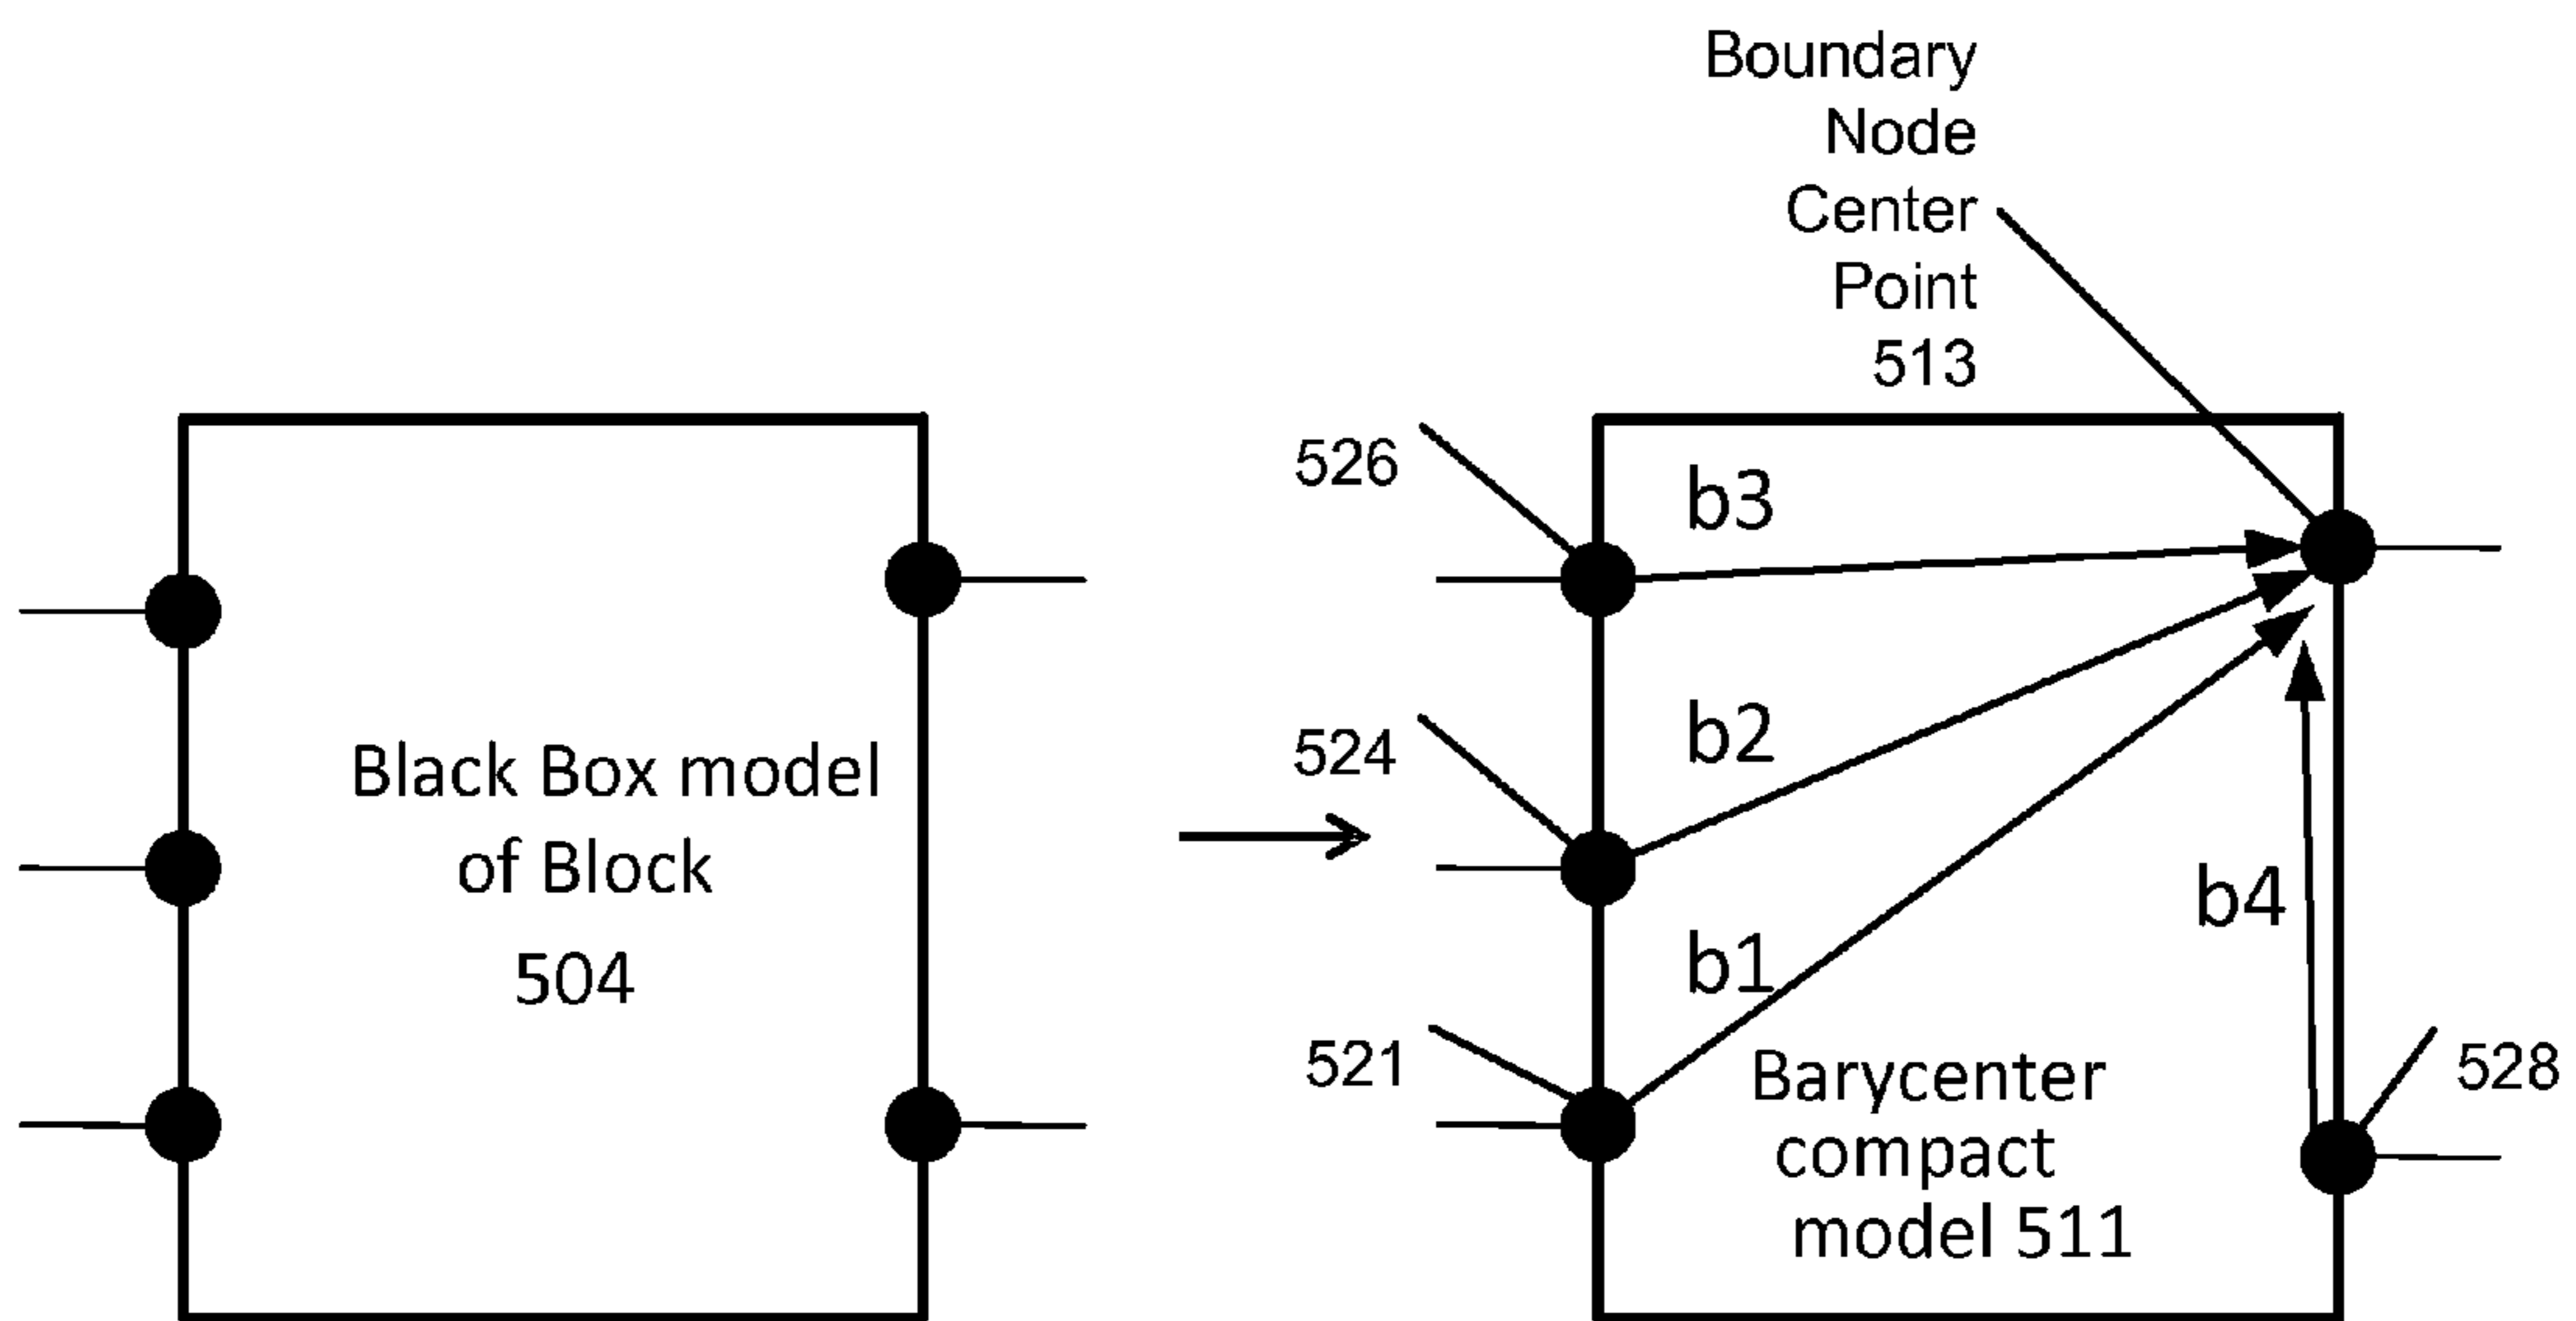 Boundary
Node
Center
Point
513
Black Box model
of Block
504
526
b3
524
b2
b4
b1
521
528
Barycenter
compact
model 511